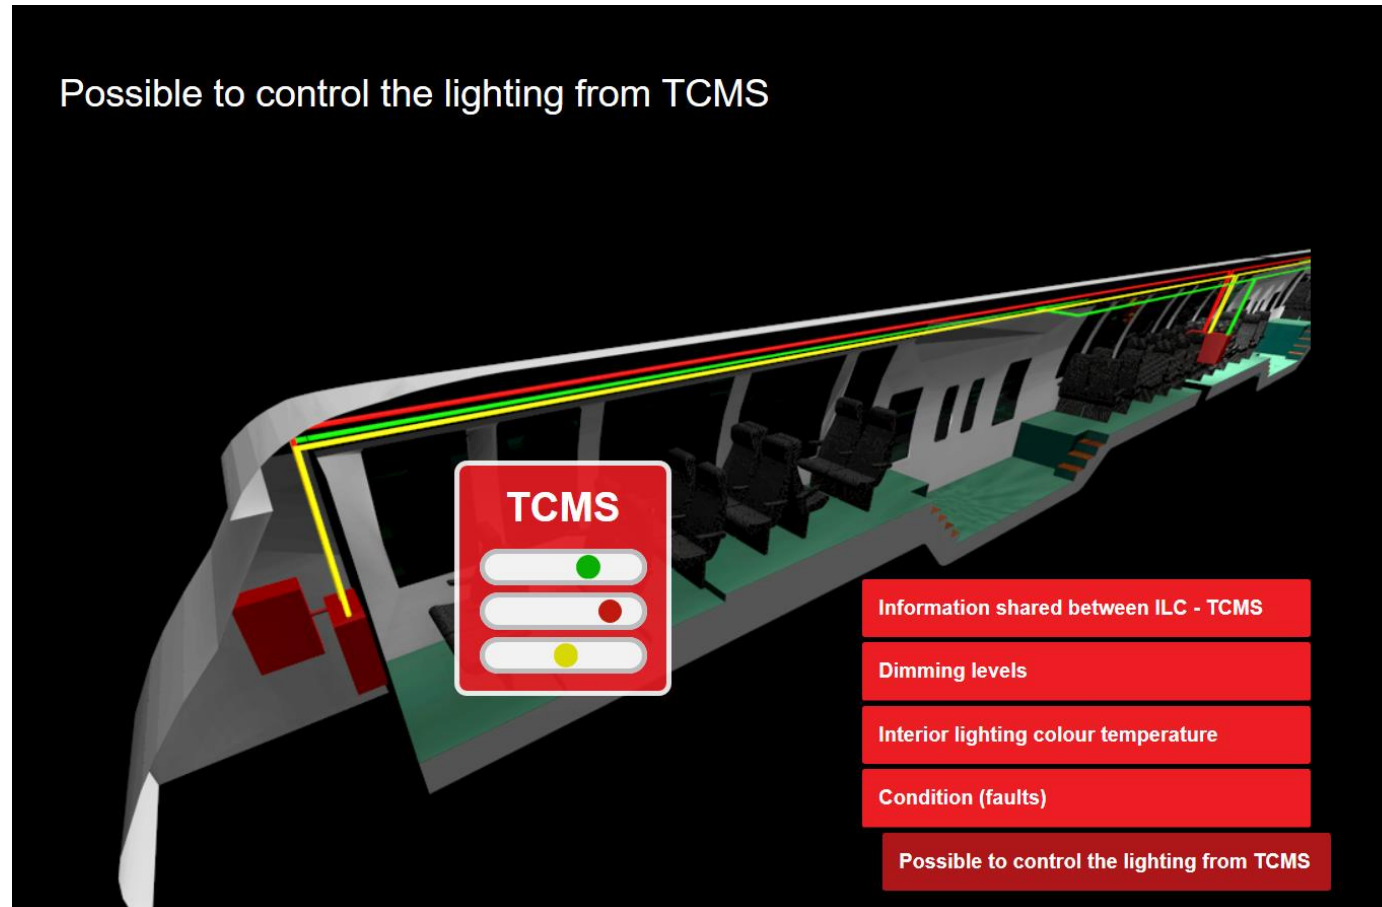 Possible to control the lighting from TCMS
TCMS
Information shared between ILC - TCMS
Dimming levels
Interior lighting colour temperature
Condition (faults)
Possible to control the lighting from TCMS